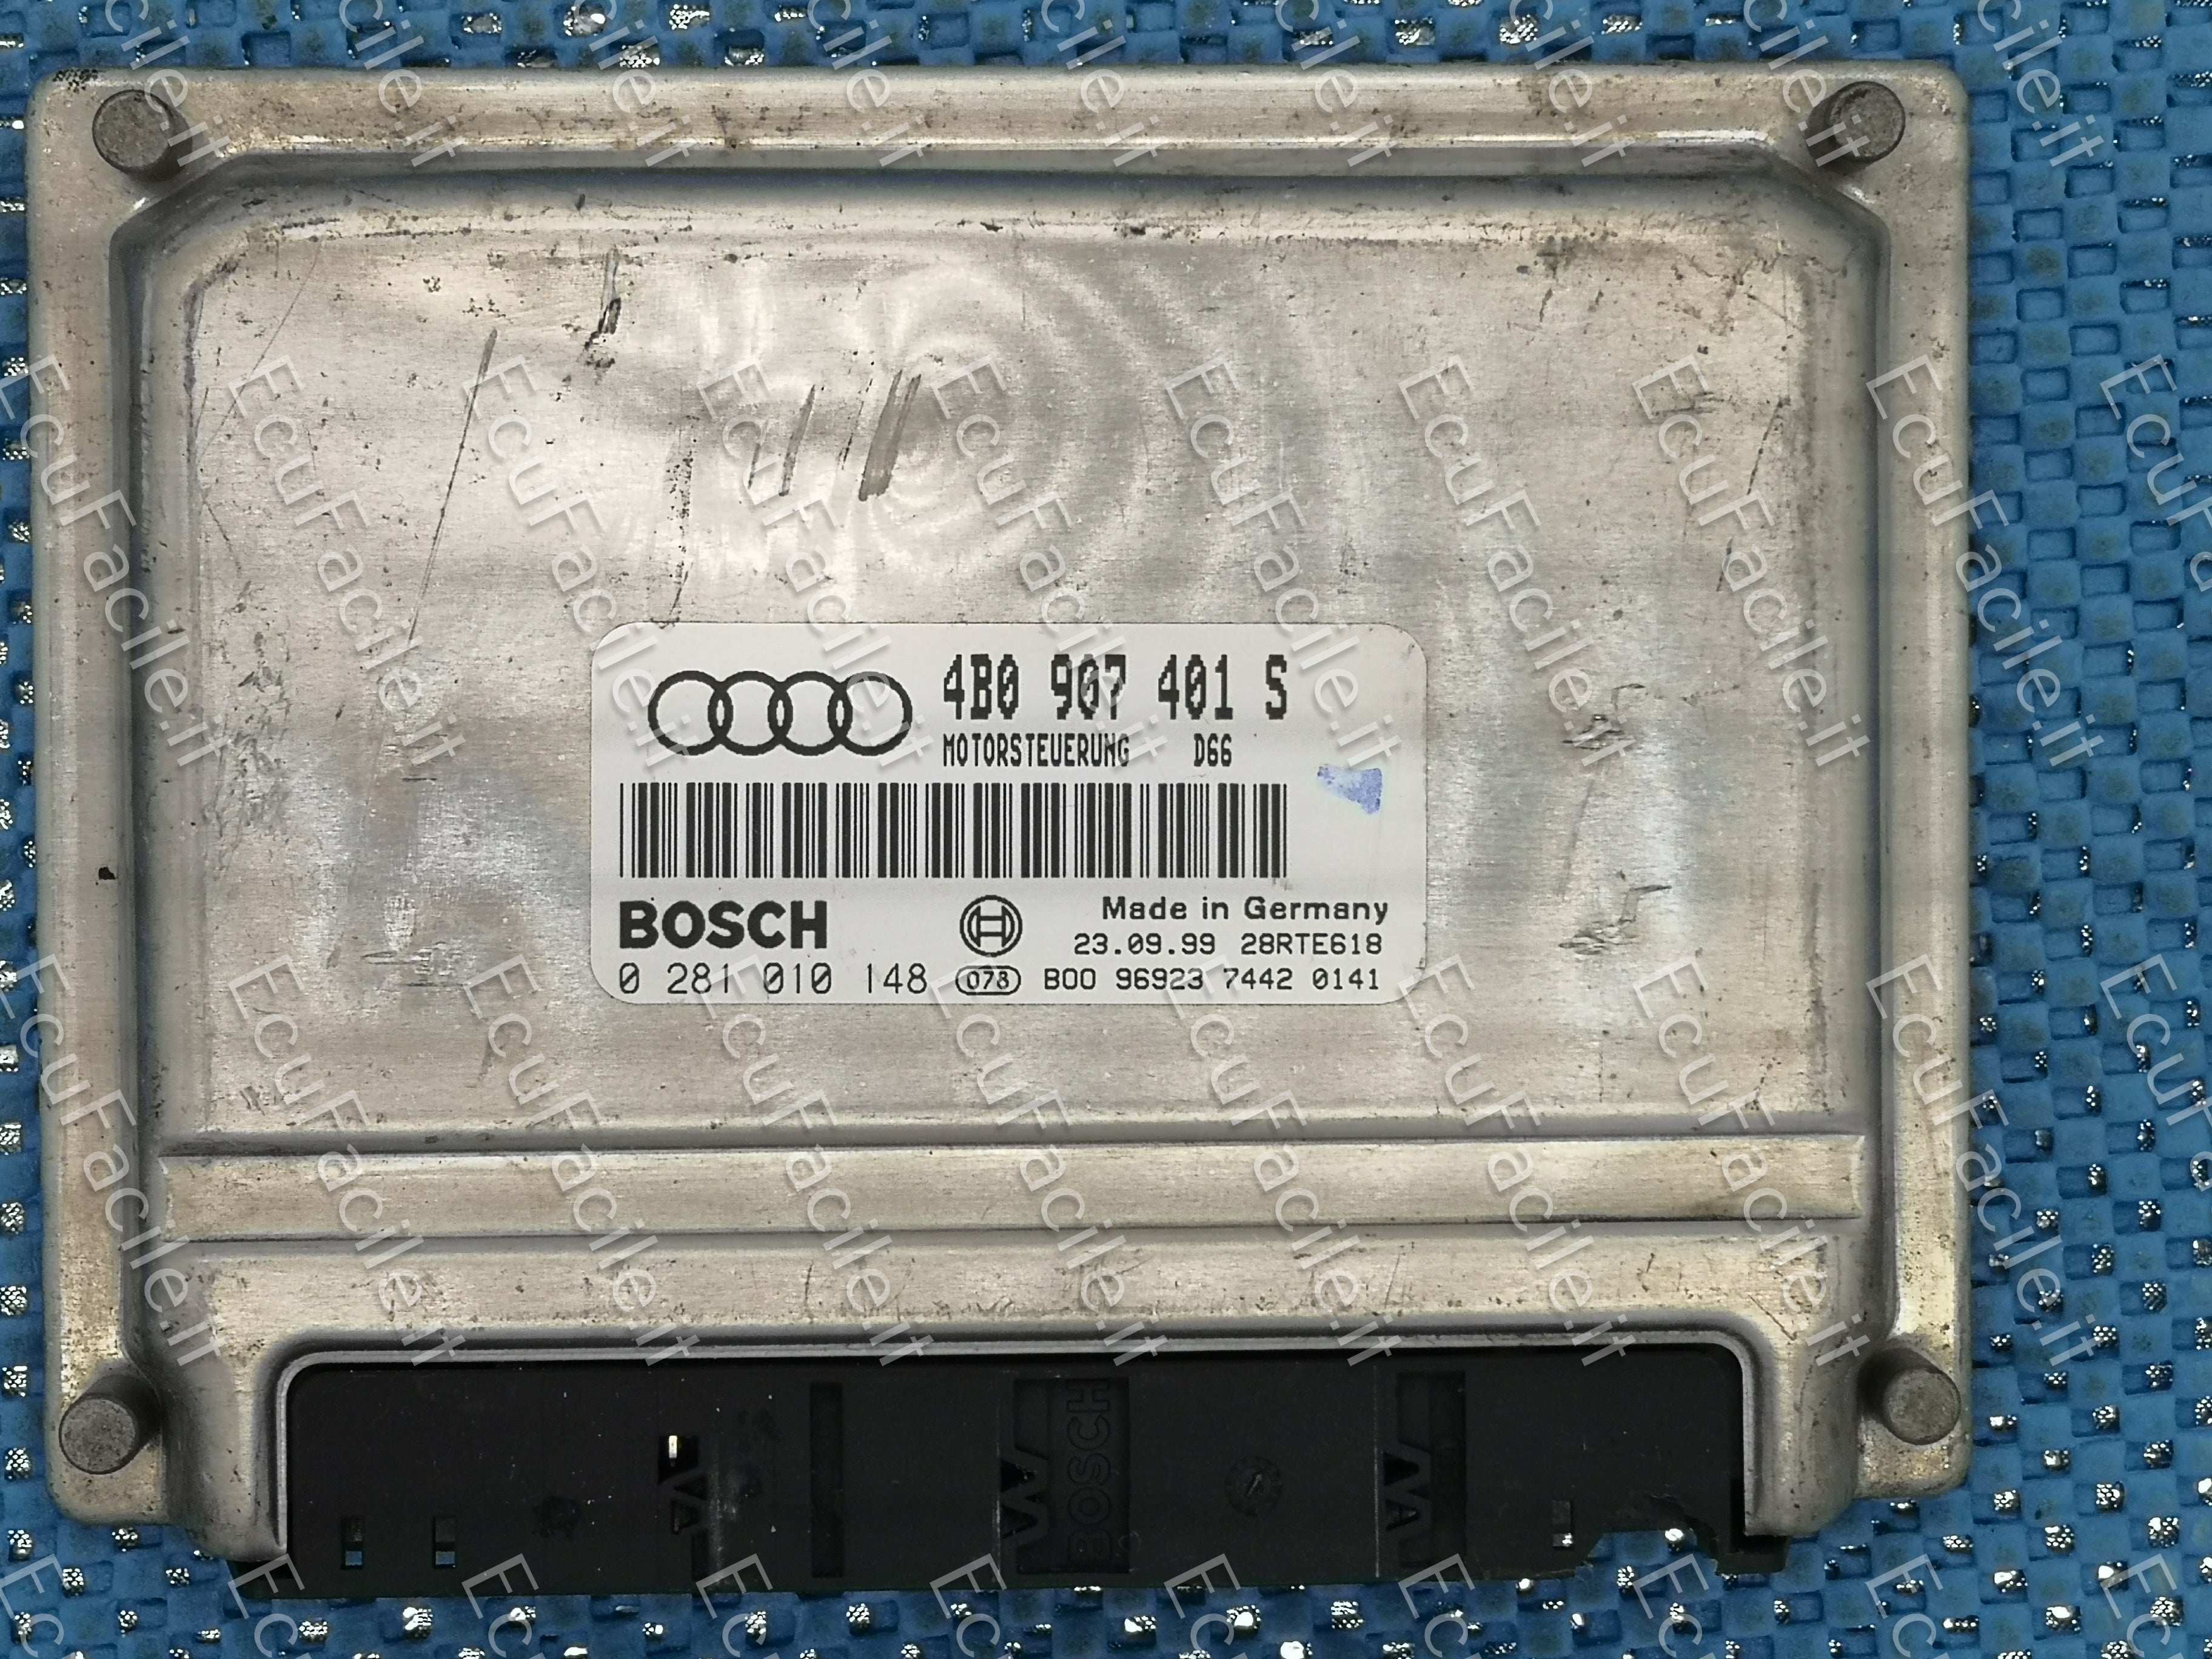 4B0 907 401 S
MOTORSTEUERUNG D66
BOSCH
Made in Germany
23.09.99 28RTE618
0 281 010 148 078 B00 96923 7442 0141
BOSCH
EcuFacile.it